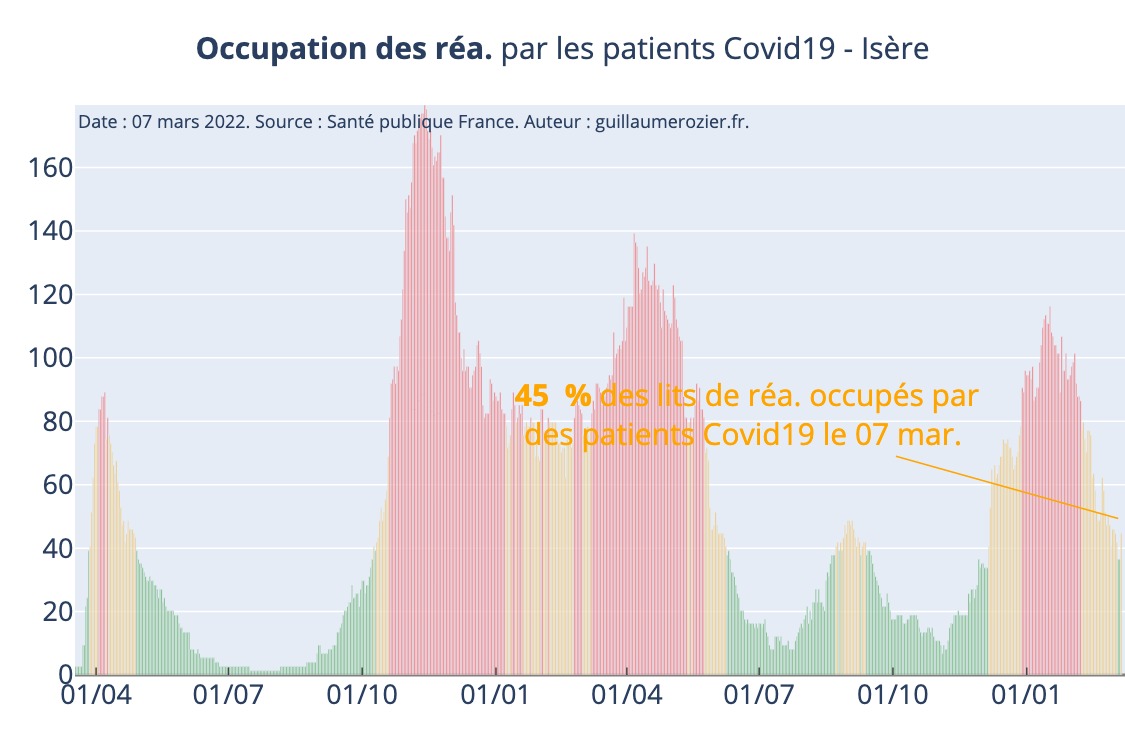 Occupation des réa. par les patients Covid19 - Isère
Date : 07 mars 2022. Source : Santé publique France. Auteur : guillaumerozier.fr.
160
140
120
100
80
60
40
20
0
45 % des lits de réa. occupés par
des patients Covid19 le 07 mar.
01/04 01/07 01/10 01/01 01/04 01/07 01/10 01/01